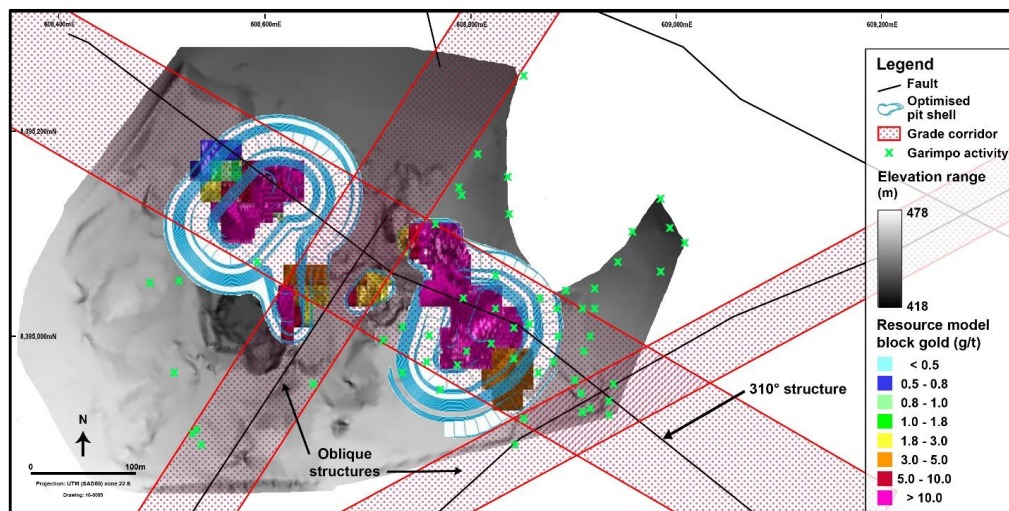 608,400mE
608,600mE
608,800mE
609,000mE
609,200mE
8,395,200mN
8,395,000mN
Legend
Fault
Optimised
pit shell
Grade corridor
Garimpo activity
Elevation range
(m)
478
418
Resource model
block gold (g/t)
< 0.5
0.5 - 0.8
0.8 - 1.0
1.0 - 1.8
1.8 - 3.0
3.0 - 5.0
5.0 - 10.0
> 10.0
310° structure
Oblique
structures
N
0
100m
Projection: UTM (SAD69) zone 22 S
Drawing: 16-0089